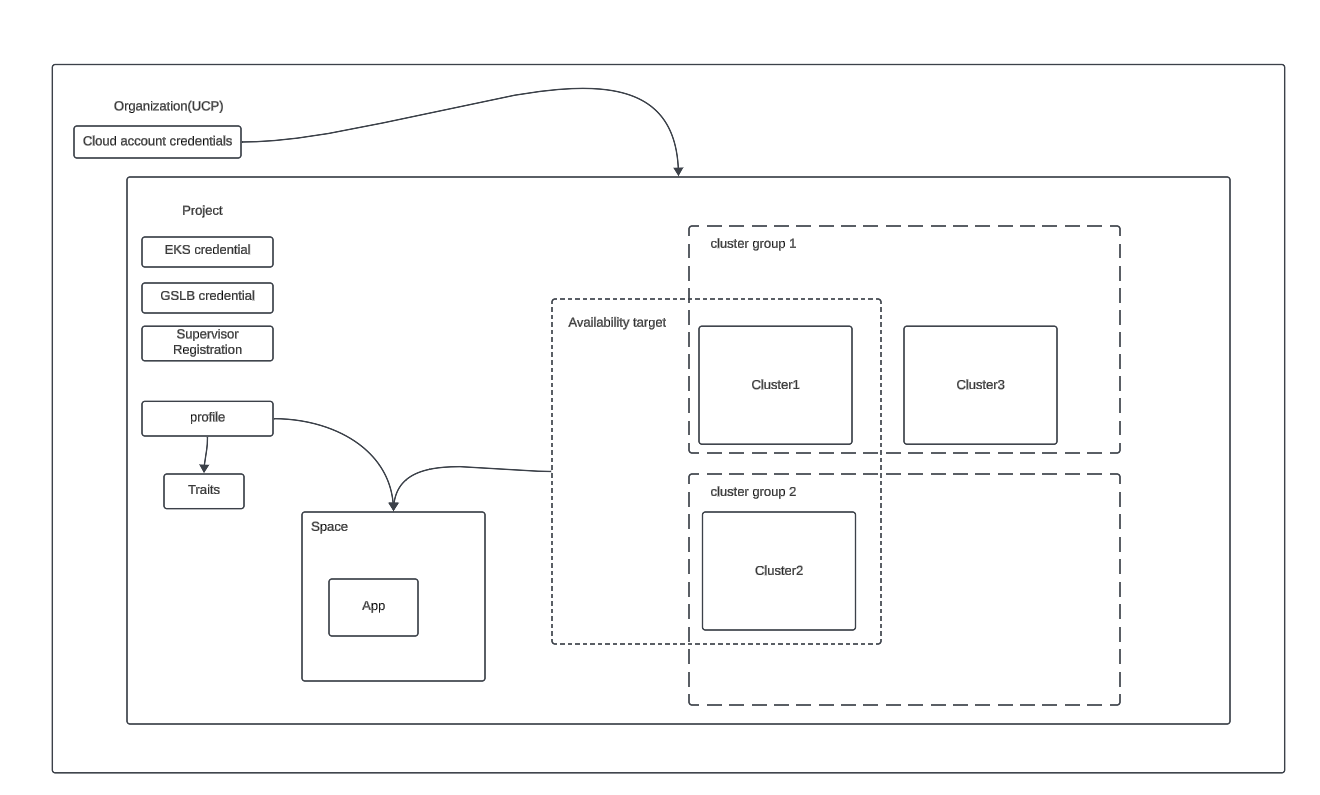 Organization(UCP)
Cloud account credentials
Project
EKS credential
GSLB credential
Supervisor
Registration
profile
Traits
Space
App
Availability target
cluster group 1
Cluster1
Cluster3
cluster group 2
Cluster2